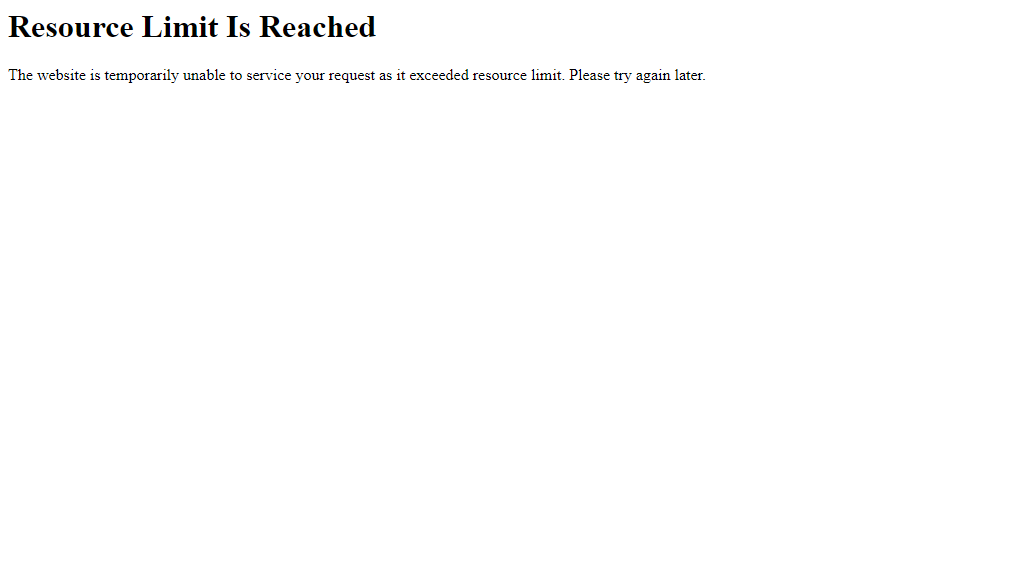 Resource Limit Is Reached
The website is temporarily unable to service your request as it exceeded resource limit. Please try again later.